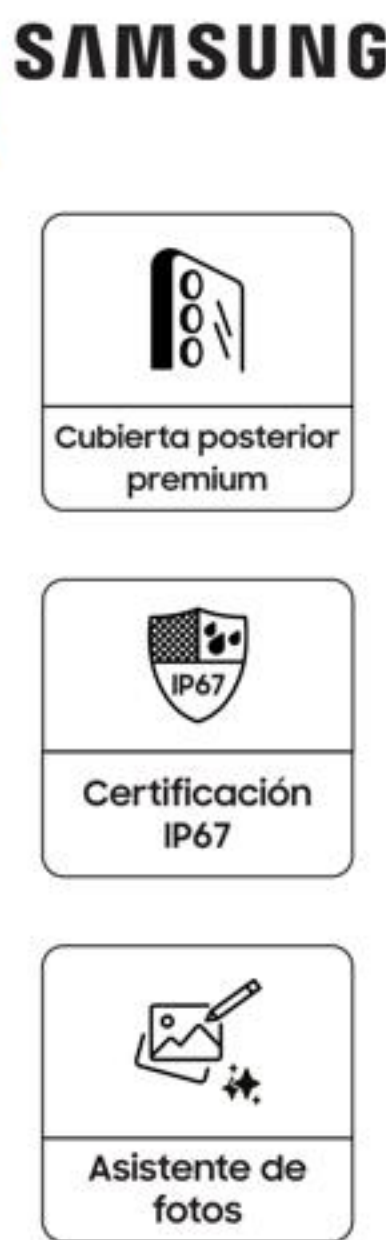 SAMSUNG
Cubierta posterior
premium
IP67
Certificación
IP67
Asistente de
fotos